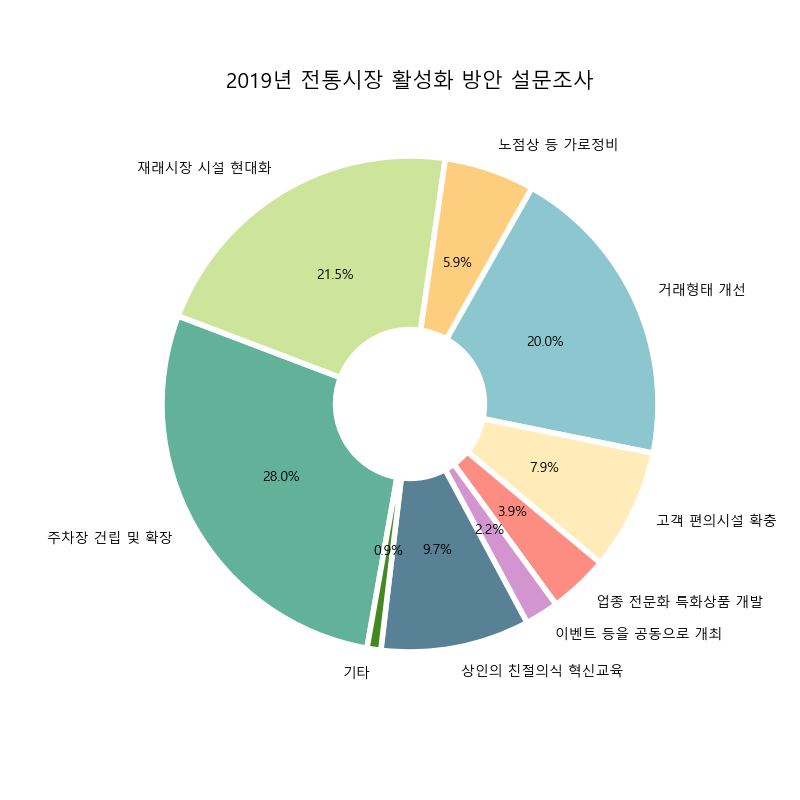 2019년 전통시장 활성화 방안 설문조사
노점상 등 가로정비
재래시장 시설 현대화
5.9%
21.5%
거래형태 개선
20.0%
7.9%
28.0%
3.9%
고객 편의시설 확충
2.2%
주차장 건립 및 확장
0.9%
9.7%
업종 전문화 특화상품 개발
이벤트 등을 공동으로 개최
상인의 친절의식 혁신교육
기타